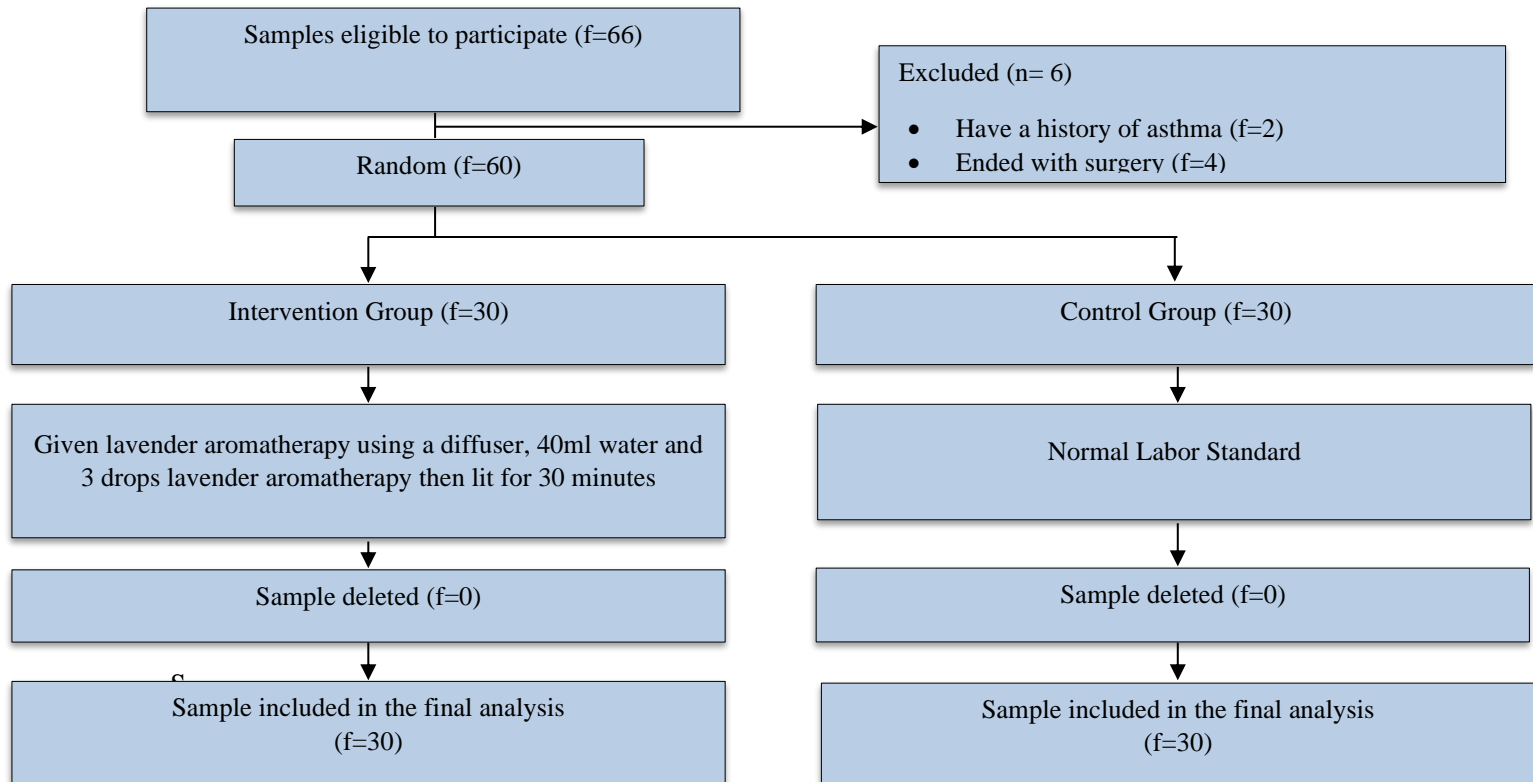 Samples eligible to participate (f=66)
Excluded (n= 6)
• Have a history of asthma (f=2)
• Ended with surgery (f=4)
Random (f=60)
Intervention Group (f=30)
Control Group (f=30)
Given lavender aromatherapy using a diffuser, 40ml water and
3 drops lavender aromatherapy then lit for 30 minutes
Normal Labor Standard
Sample deleted (f=0)
Sample deleted (f=0)
Sample included in the final analysis
(f=30)
Sample included in the final analysis
(f=30)